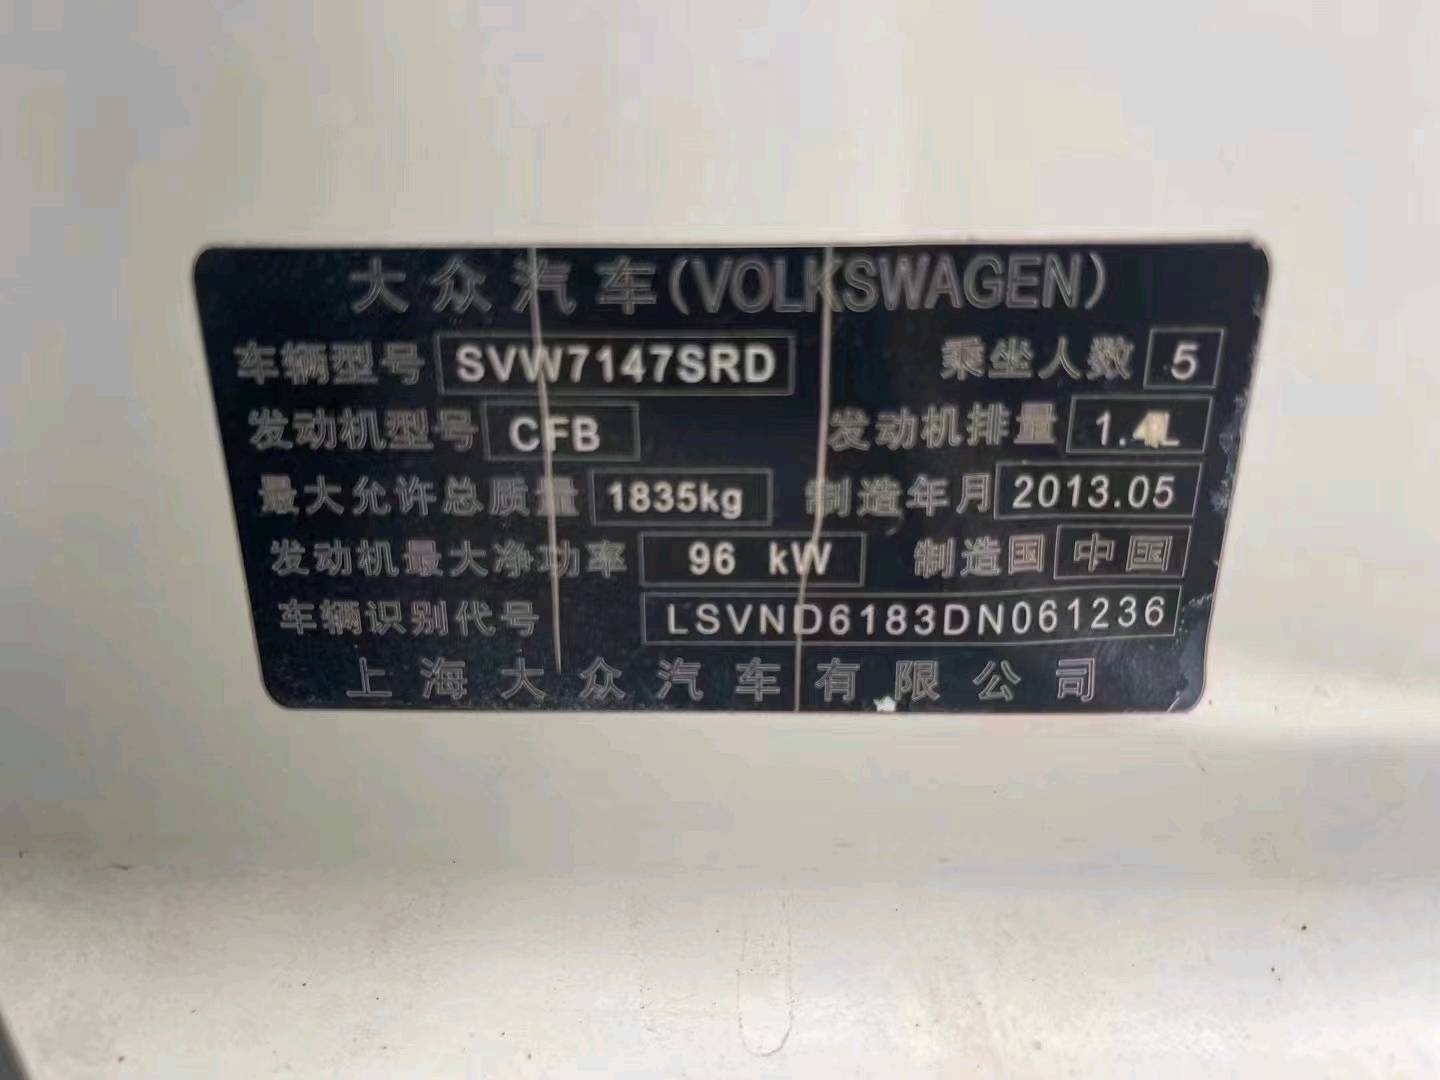 大众汽车(VOLKSWAGEN)
车辆型号 SVW7147SRD 乘坐人数 5
发动机型号 CFB 发动机排量 1.4L
最大允许总质量 1835kg 制造年月 2013.05
发动机最大净功率 96 kW 制造国 中国
车辆识别代号 LSVND6183DN061236
上海大众汽车有限公司